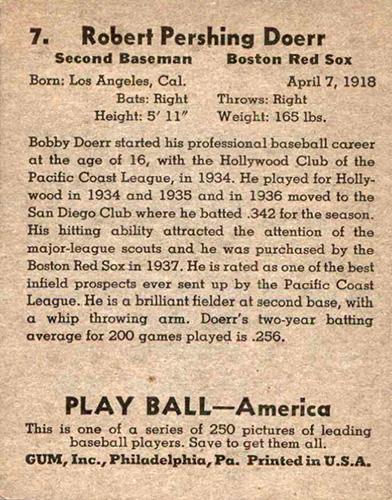 7. Robert Pershing Doerr
Second Baseman Boston Red Sox
Born: Los Angeles, Cal. April 7, 1918
Bats: Right Throws: Right
Height: 5' 11" Weight: 165 lbs.
Bobby Doerr started his professional baseball career
at the age of 16, with the Hollywood Club of the
Pacific Coast League, in 1934. He played for Holly-
wood in 1934 and 1935 and in 1936 moved to the
San Diego Club where he batted .342 for the season.
His hitting ability attracted the attention of the
major-league scouts and he was purchased by the
Boston Red Sox in 1937. He is rated as one of the best
infield prospects ever sent up by the Pacific Coast
League. He is a brilliant fielder at second base, with
a whip throwing arm. Doerr's two-year batting
average for 200 games played is .256.
PLAY BALL—America
This is one of a series of 250 pictures of leading
baseball players. Save to get them all.
GUM, Inc., Philadelphia, Pa. Printed in U.S.A.